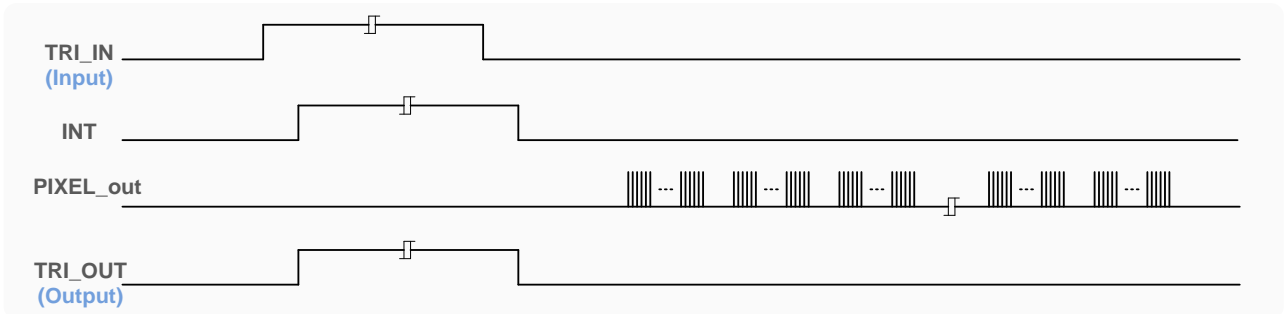 TRI_IN
(Input)
INT
PIXEL_out
TRI_OUT
(Output)